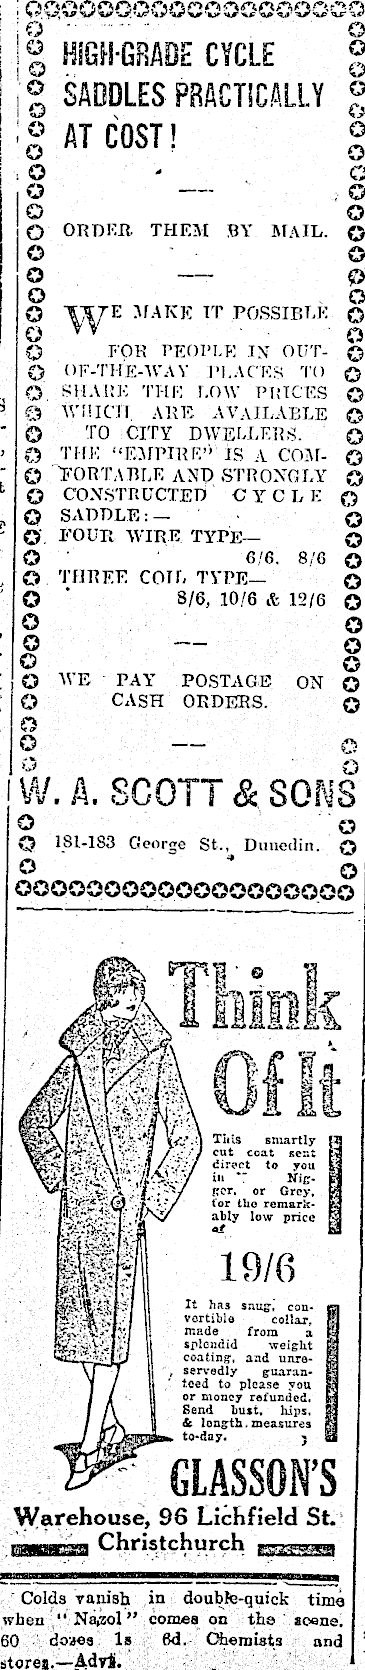 HIGH-GRADE CYCLE
SADDLES PRACTICALLY
AT COST!
ORDER THEM BY MAIL.
WE MAKE IT POSSIBLE
FOR PEOPLE IN OUT-
OF-THE-WAY PLACES TO
SHARE THE LOW PRICES
WHICH ARE AVAILABLE
TO CITY DWELLERS.
THE "EMPIRE" IS A COM-
FORTABLE AND STRONGLY
CONSTRUCTED CYCLE
SADDLE:—
FOUR WIRE TYPE—
6/6, 8/6
THREE COIL TYPE—
8/6, 10/6 & 12/6
WE PAY POSTAGE ON
CASH ORDERS.
W. A. SCOTT & SONS
181-183 George St., Dunedin.
Think
Of It
This smartly
cut coat sent
direct to you
in Nig-
ger, or Grey,
for the remark-
ably low price
of
19/6
It has snug, con-
vertible collar,
made from a
splendid weight
coating, and unre-
servedly guaran-
teed to please you
or money refunded.
Send bust, hips,
& length measures
to-day.
GLASSON'S
Warehouse, 96 Lichfield St.
Christchurch
Colds vanish in double-quick time
when "Nazol" comes on the scene.
60 doses 1s 6d. Chemists and
stores.—Advt.